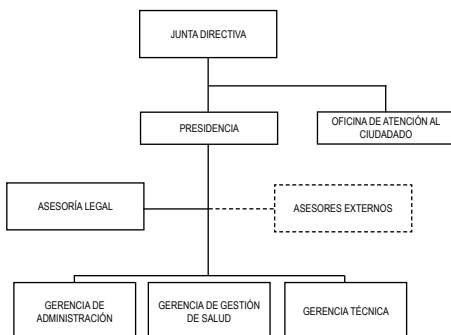 JUNTA DIRECTIVA
PRESIDENCIA
OFICINA DE ATENCIÓN AL
CIUDADADO
ASESORÍA LEGAL
ASESORES EXTERNOS
GERENCIA DE
ADMINISTRACIÓN
GERENCIA DE GESTIÓN
DE SALUD
GERENCIA TÉCNICA